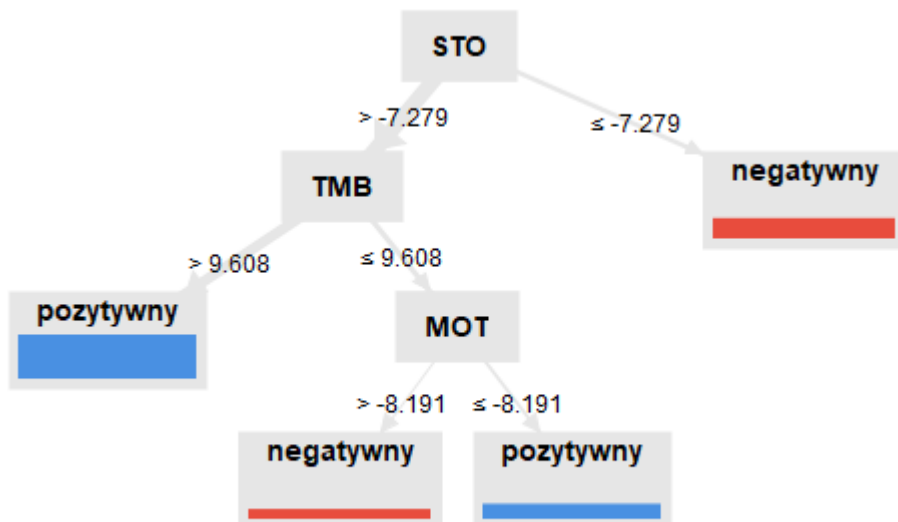 STO
> -7.279
≤ -7.279
TMB
negatywny
> 9.608
≤ 9.608
pozytywny
MOT
> -8.191
≤ -8.191
negatywny
pozytywny